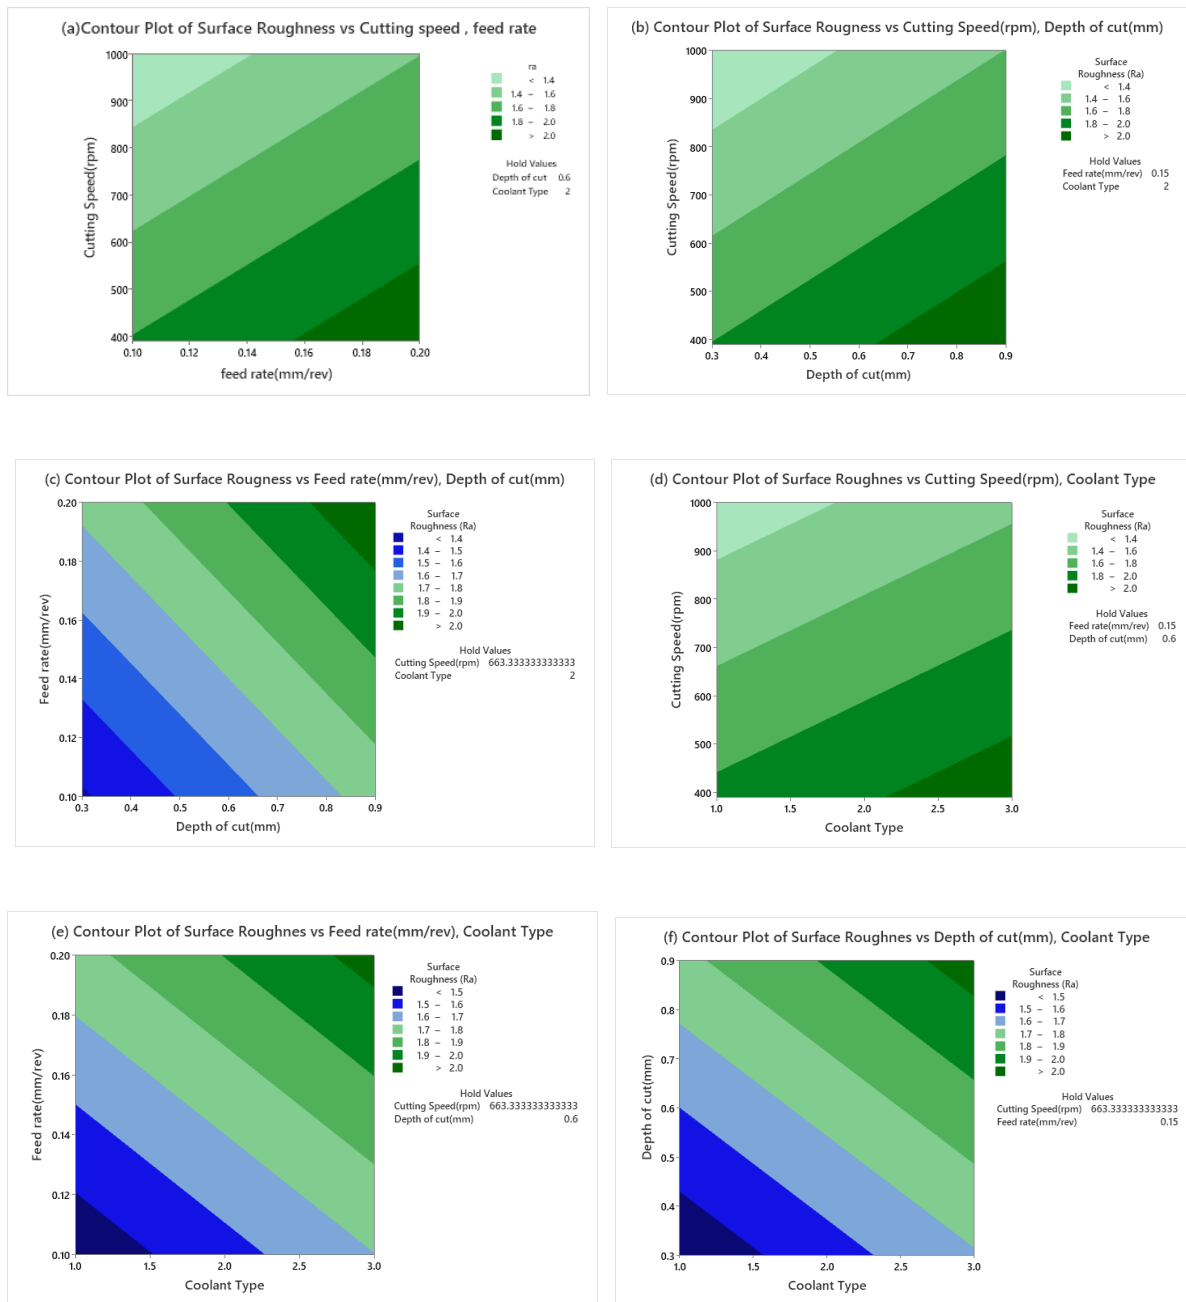 (a)Contour Plot of Surface Roughness vs Cutting speed , feed rate
1000
900
800
700
600
500
400
Cutting Speed(rpm)
0.10 0.12 0.14 0.16 0.18 0.20
feed rate(mm/rev)
ra
< 1.4
1.4 – 1.6
1.6 – 1.8
1.8 – 2.0
> 2.0
Hold Values
Depth of cut 0.6
Coolant Type 2
(b) Contour Plot of Surface Rougness vs Cutting Speed(rpm), Depth of cut(mm)
1000
900
800
700
600
500
400
Cutting Speed(rpm)
0.3 0.4 0.5 0.6 0.7 0.8 0.9
Depth of cut(mm)
Surface
Roughness (Ra)
< 1.4
1.4 – 1.6
1.6 – 1.8
1.8 – 2.0
> 2.0
Hold Values
Feed rate(mm/rev) 0.15
Coolant Type 2
(c) Contour Plot of Surface Rougness vs Feed rate(mm/rev), Depth of cut(mm)
0.20
0.18
0.16
0.14
0.12
0.10
Feed rate(mm/rev)
0.3 0.4 0.5 0.6 0.7 0.8 0.9
Depth of cut(mm)
Surface
Roughness (Ra)
< 1.4
1.4 – 1.5
1.5 – 1.6
1.6 – 1.7
1.7 – 1.8
1.8 – 1.9
1.9 – 2.0
> 2.0
Hold Values
Cutting Speed(rpm) 663.333333333333
Coolant Type 2
(d) Contour Plot of Surface Roughnes vs Cutting Speed(rpm), Coolant Type
1000
900
800
700
600
500
400
Cutting Speed(rpm)
1.0 1.5 2.0 2.5 3.0
Coolant Type
Surface
Roughness (Ra)
< 1.4
1.4 – 1.6
1.6 – 1.8
1.8 – 2.0
> 2.0
Hold Values
Feed rate(mm/rev) 0.15
Depth of cut(mm) 0.6
(e) Contour Plot of Surface Roughnes vs Feed rate(mm/rev), Coolant Type
0.20
0.18
0.16
0.14
0.12
0.10
Feed rate(mm/rev)
1.0 1.5 2.0 2.5 3.0
Coolant Type
Surface
Roughness (Ra)
< 1.5
1.5 – 1.6
1.6 – 1.7
1.7 – 1.8
1.8 – 1.9
1.9 – 2.0
> 2.0
Hold Values
Cutting Speed(rpm) 663.333333333333
Depth of cut(mm) 0.6
(f) Contour Plot of Surface Roughnes vs Depth of cut(mm), Coolant Type
0.9
0.8
0.7
0.6
0.5
0.4
0.3
Depth of cut(mm)
1.0 1.5 2.0 2.5 3.0
Coolant Type
Surface
Roughness (Ra)
< 1.5
1.5 – 1.6
1.6 – 1.7
1.7 – 1.8
1.8 – 1.9
1.9 – 2.0
> 2.0
Hold Values
Cutting Speed(rpm) 663.333333333333
Feed rate(mm/rev) 0.15